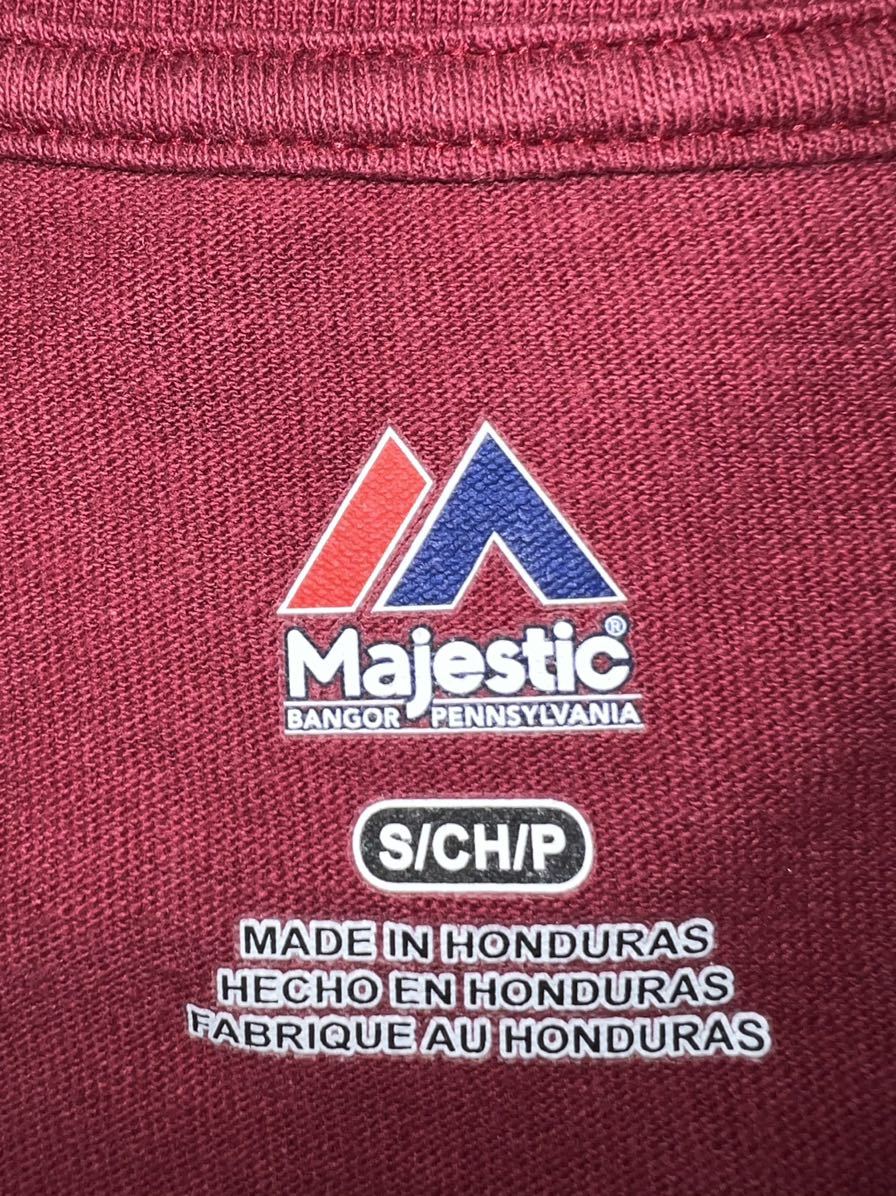 Majestic®
BANGOR PENNSYLVANIA
S/CH/P
MADE IN HONDURAS
HECHO EN HONDURAS
FABRIQUE AU HONDURAS